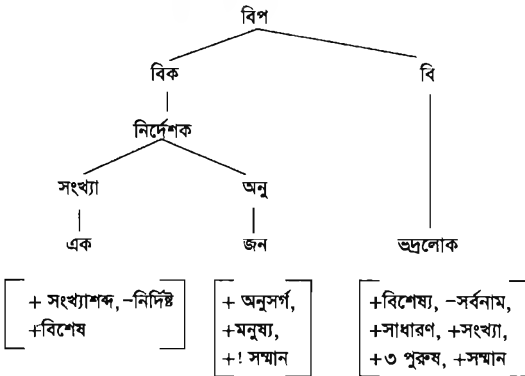 বিপ
বিক বি
নির্দেশক
সংখ্যা অনু
এক জন ভদ্রলোক
+ সংখ্যাশব্দ, -নির্দিষ্ট + অনুসর্গ, +বিশেষ্য, -সর্বনাম,
+বিশেষ +মনুষ্য, +সাধারণ, +সংখ্যা,
+! সম্মান +৩ পুরুষ, +সম্মান